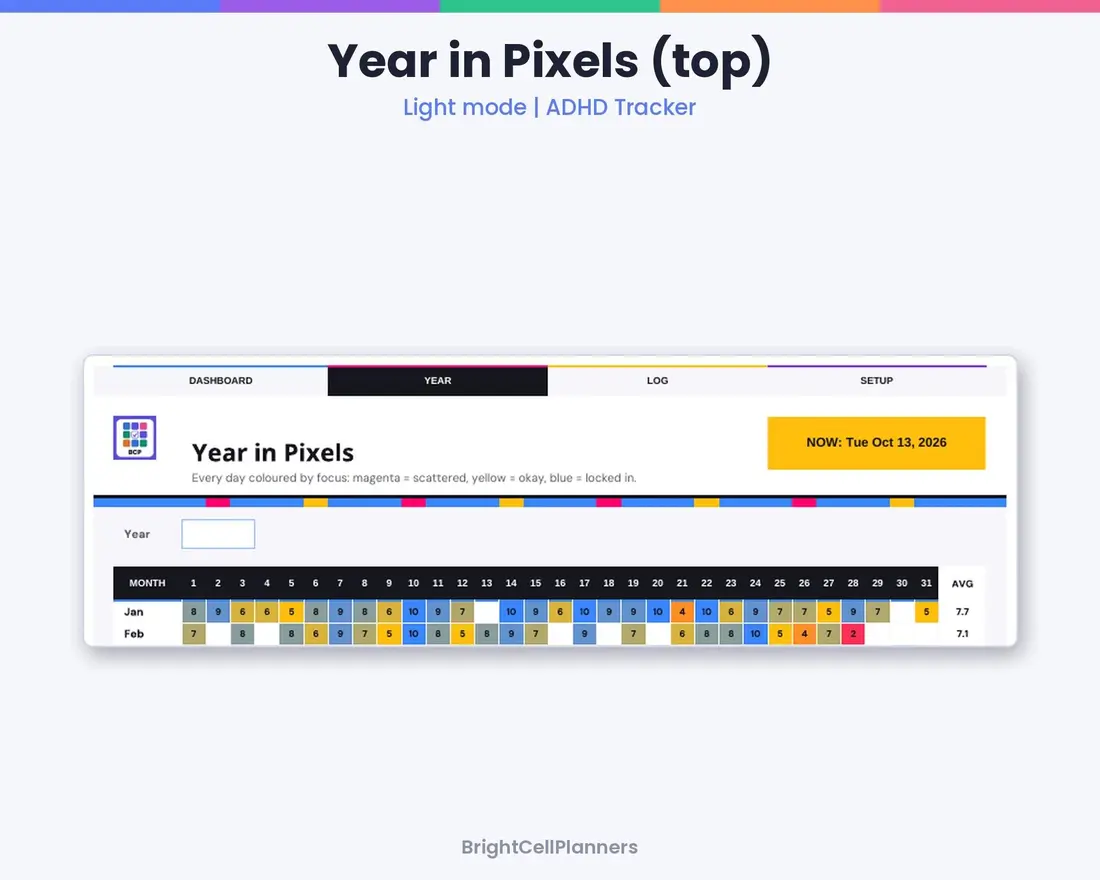 Year in Pixels (top)
Light mode | ADHD Tracker
DASHBOARD YEAR LOG SETUP
BCP
Year in Pixels
NOW: Tue Oct 13, 2026
Every day coloured by focus: magenta = scattered, yellow = okay, blue = locked in.
Year
MONTH 1 2 3 4 5 6 7 8 9 10 11 12 13 14 15 16 17 18 19 20 21 22 23 24 25 26 27 28 29 30 31 AVG
Jan 8 9 6 6 5 8 9 8 6 10 9 7 10 9 6 10 9 9 10 4 10 6 9 7 7 5 9 7 5 7.7
Feb 7 8 8 6 9 7 5 10 8 5 8 9 7 9 7 6 8 8 10 5 4 7 2 7.1
BrightCellPlanners